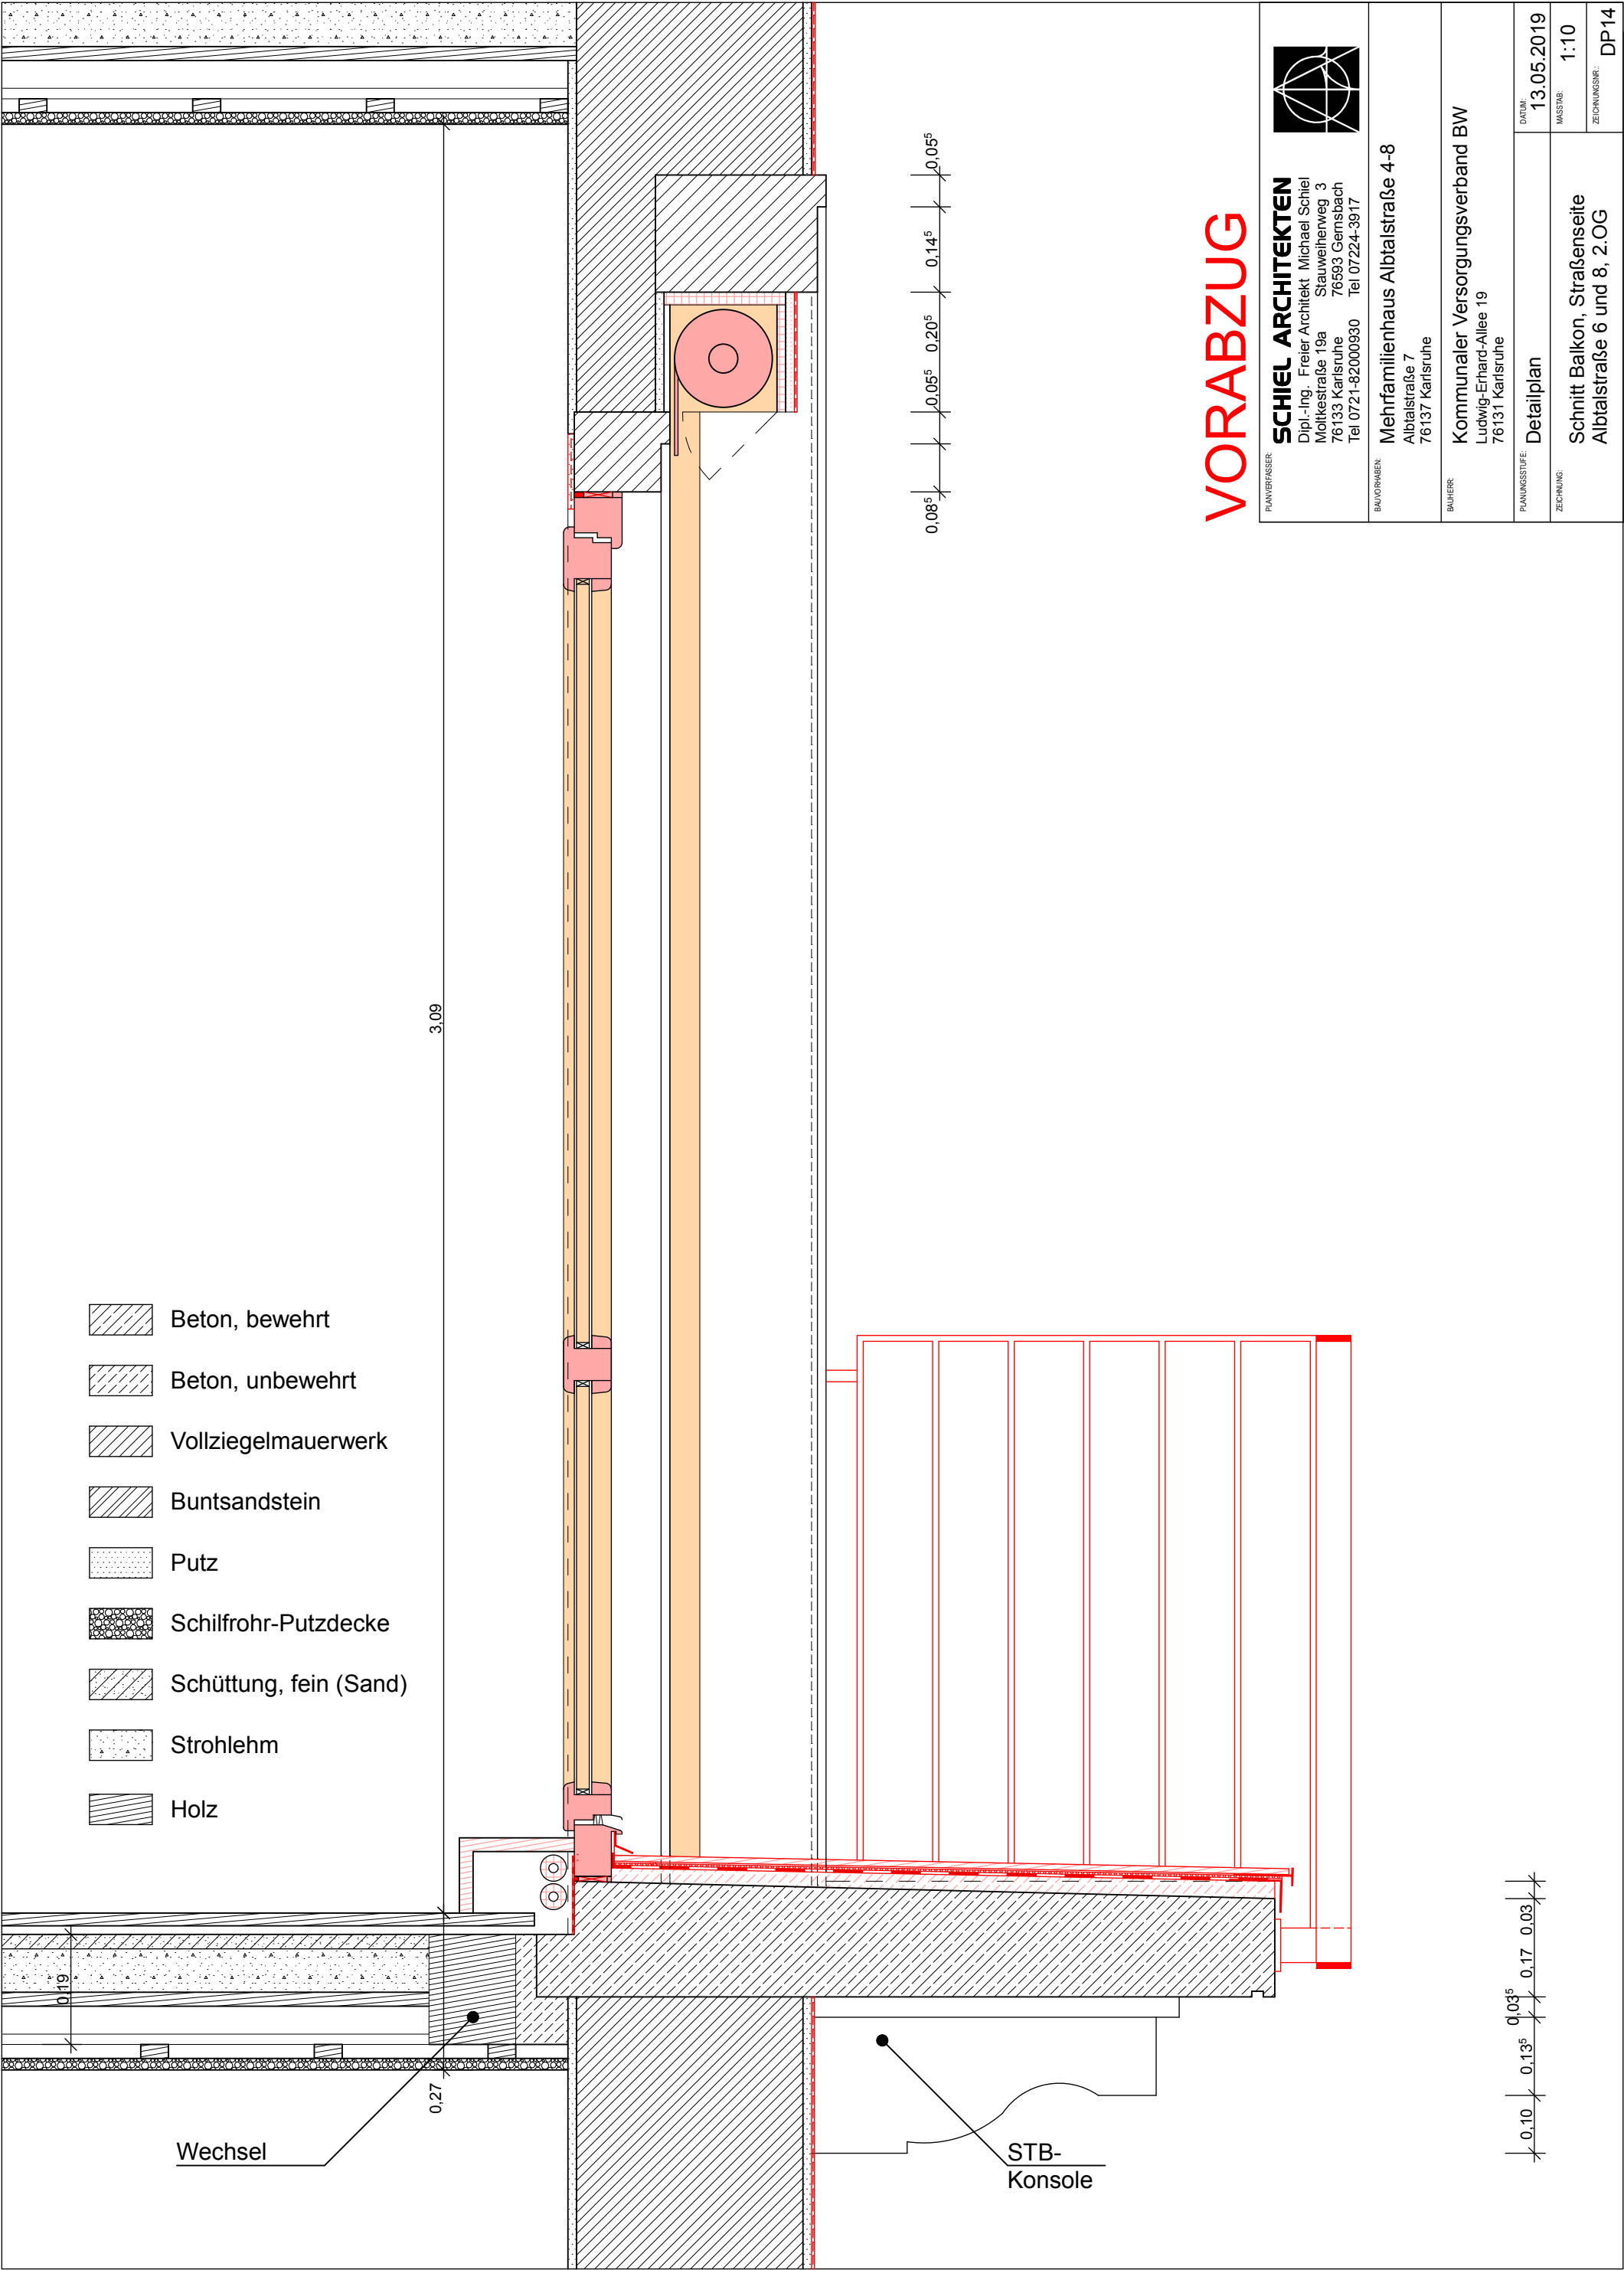 Beton, bewehrt
Beton, unbewehrt
Vollziegelmauerwerk
Buntsandstein
Putz
Schilfrohr-Putzdecke
Schüttung, fein (Sand)
Strohlehm
Holz
3,09
0,19
0,27
Wechsel
STB-
Konsole
0,08⁵
0,05⁵
0,20⁵
0,14⁵
0,05⁵
0,10
0,13⁵
0,03⁵
0,17
0,03
VORABZUG
PLANVERFASSER:
SCHIEL ARCHITEKTEN
Dipl.-Ing. Freier Architekt Michael Schiel
Moltkestraße 19a Stauweiherweg 3
76133 Karlsruhe 76593 Gernsbach
Tel 0721-82000930 Tel 07224-3917
BAUVORHABEN:
Mehrfamilienhaus Albtalstraße 4-8
Albtalstraße 7
76137 Karlsruhe
BAUHERR:
Kommunaler Versorgungsverband BW
Ludwig-Erhard-Allee 19
76131 Karlsruhe
PLANUNGSSTUFE:
Detailplan
DATUM:
13.05.2019
MASSTAB:
1:10
ZEICHNUNG:
Schnitt Balkon, Straßenseite
Albtalstraße 6 und 8, 2.OG
ZEICHNUNGSNR.:
DP14